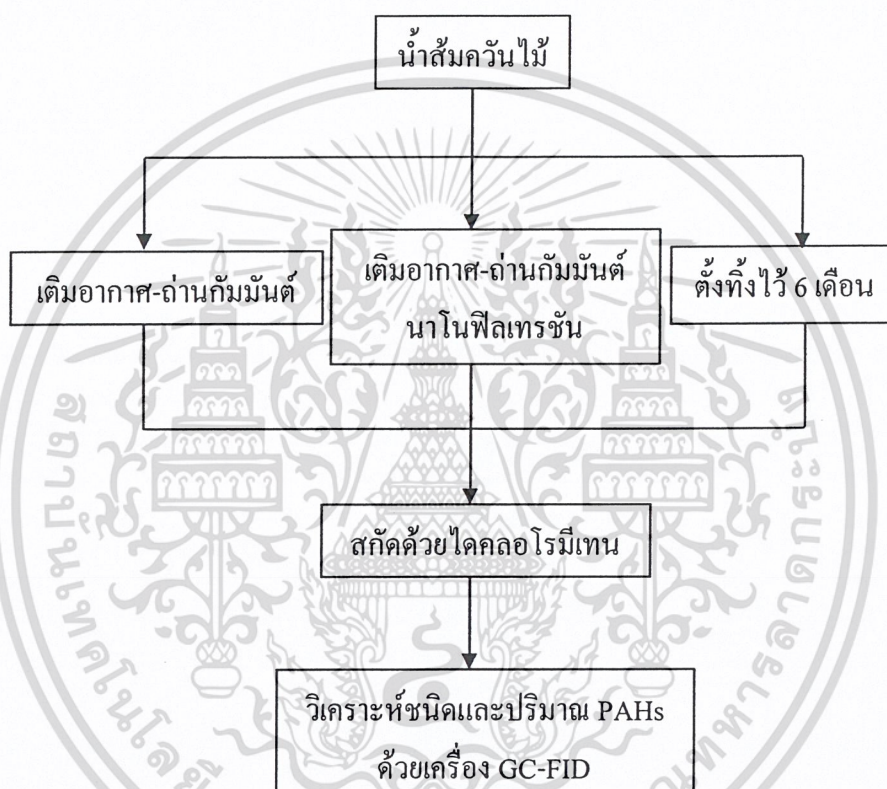 น้ำส้มควันไม้
เติมอากาศ-ถ่านกัมมันต์
เติมอากาศ-ถ่านกัมมันต์
นาโนฟิลเทรชัน
ตั้งทิ้งไว้ 6 เดือน
สกัดด้วยไดคลอโรมีเทน
วิเคราะห์ชนิดและปริมาณ PAHs
ด้วยเครื่อง GC-FID